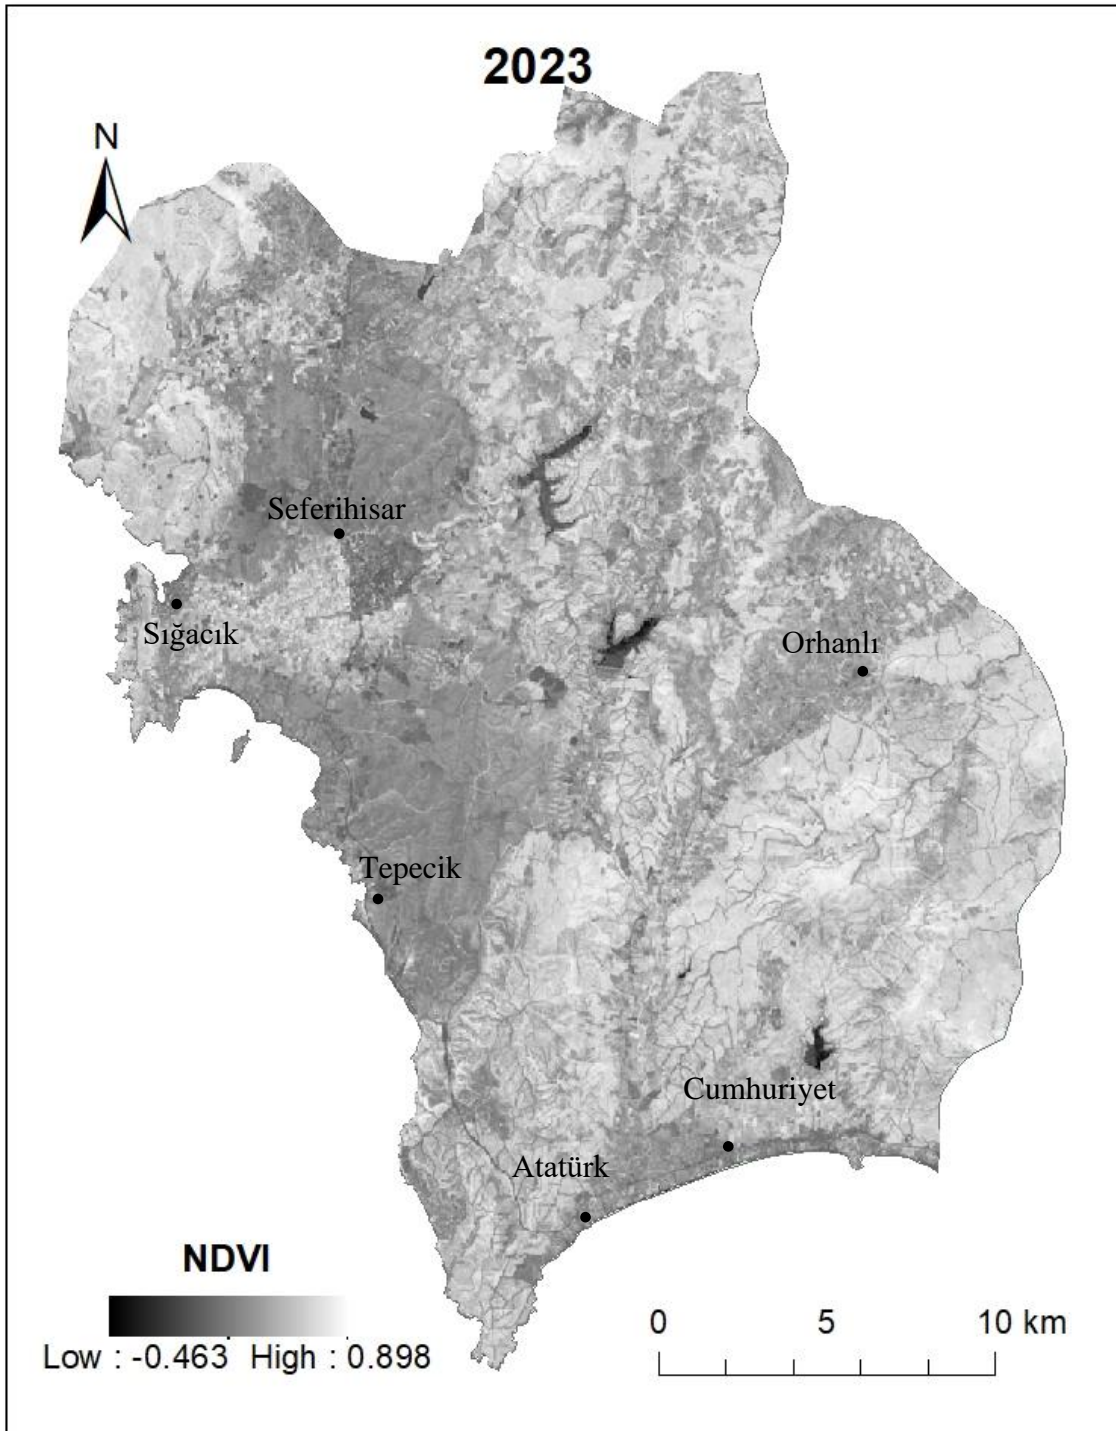 2023
N
Seferihisar
Sığacık
Orhanlı
Tepecik
Cumhuriyet
Atatürk
NDVI
Low : -0.463 High : 0.898
0 5 10 km